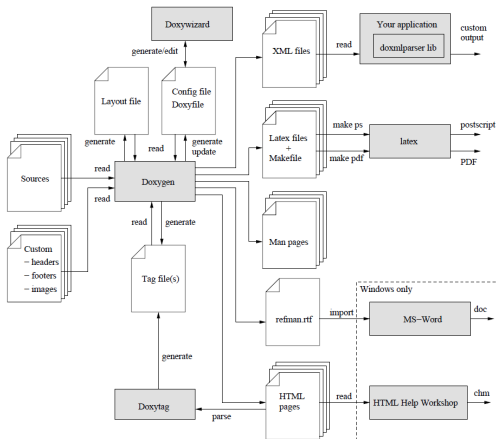 Doxywizard
generate/edit
Layout file
Config file
Doxyfile
generate
read
generate
update
read
Sources
read
Doxygen
read
generate
Custom
– headers
– footers
– images
Tag file(s)
generate
Doxytag
parse
XML files
read
Your application
doxmlparser lib
custom
output
Latex files
+
Makefile
make ps
make pdf
latex
postscript
PDF
Man pages
Windows only
refman.rtf
import
MS–Word
doc
HTML
pages
read
HTML Help Workshop
chm